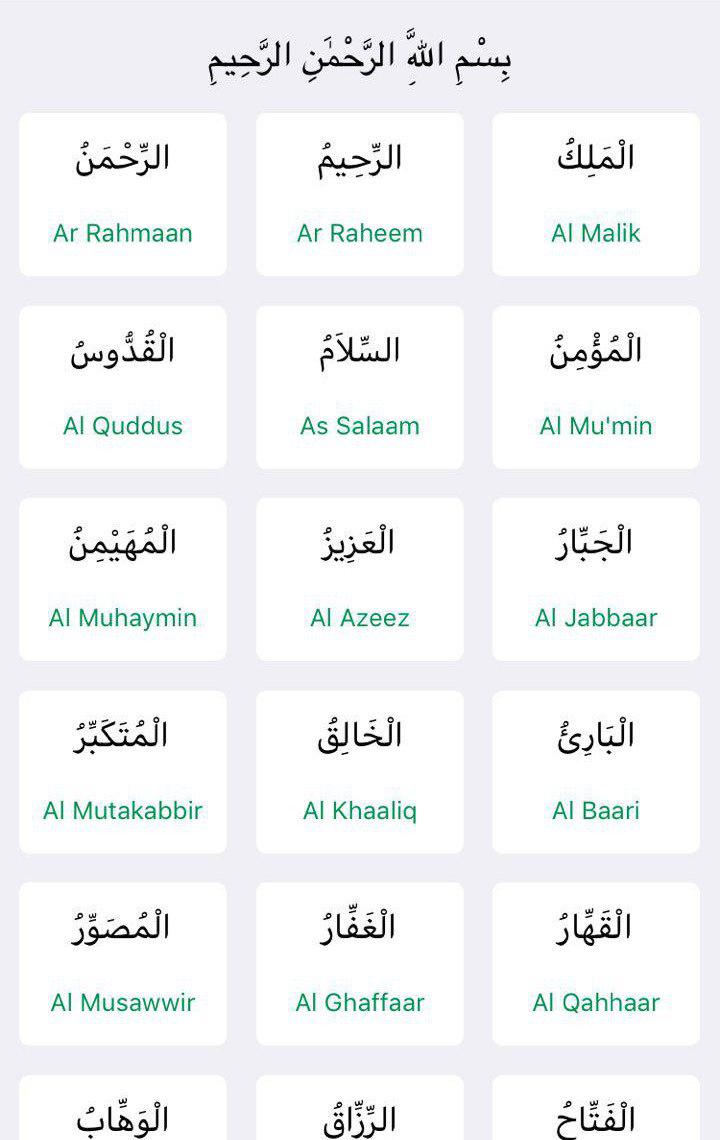 بِسْمِ اللَّهِ الرَّحْمَٰنِ الرَّحِيمِ
الرِّحْمَنُ
Ar Rahmaan
الرِّحِيمُ
Ar Raheem
الْمَلِكُ
Al Malik
الْقُدُّوسُ
Al Quddus
السِّلاَمُ
As Salaam
الْمُؤْمِنُ
Al Mu'min
الْمُهَيْمِنُ
Al Muhaymin
الْعَزِيزُ
Al Azeez
الْجَبِّارُ
Al Jabbaar
الْمُتَكَبِّرُ
Al Mutakabbir
الْخَالِقُ
Al Khaaliq
الْبَارِئُ
Al Baari
الْمُصَوِّرُ
Al Musawwir
الْغَفِّارُ
Al Ghaffaar
الْقَهِّارُ
Al Qahhaar
الْوَهِّابُ
الرِّزِّاقُ
الْفَتِّاحُ